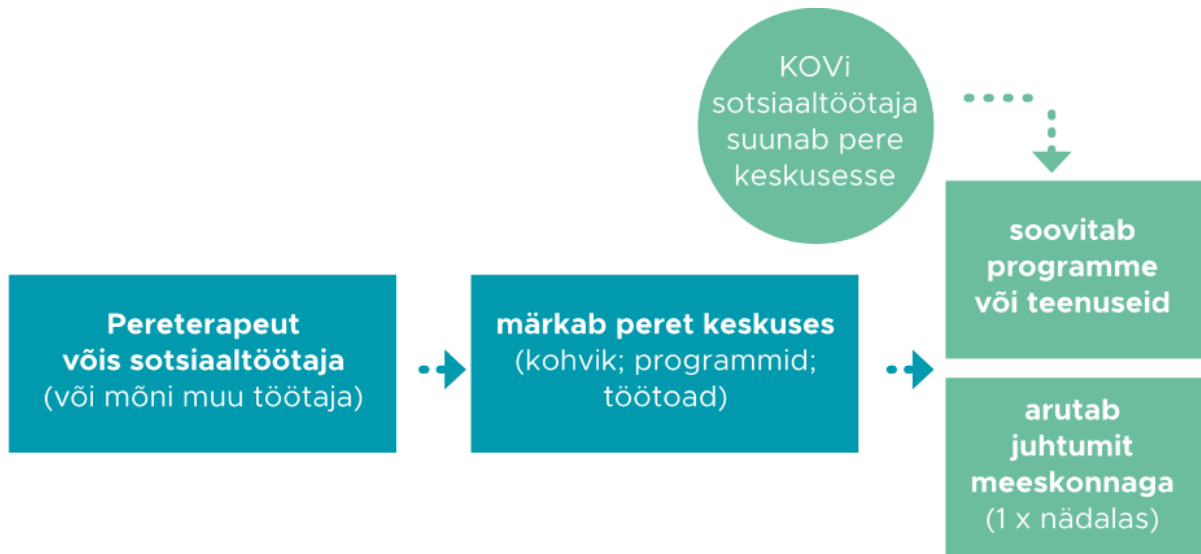 KOVi
sotsiaaltöötaja
suunab pere
keskusesse
Pereterapeut
võis sotsiaaltöötaja
(või mõni muu töötaja)
märkab peret keskuses
(kohvik; programmid;
töötoad)
soovitab
programme
või teenuseid
arutab
juhtumit
meeskonnaga
(1 x nädalas)